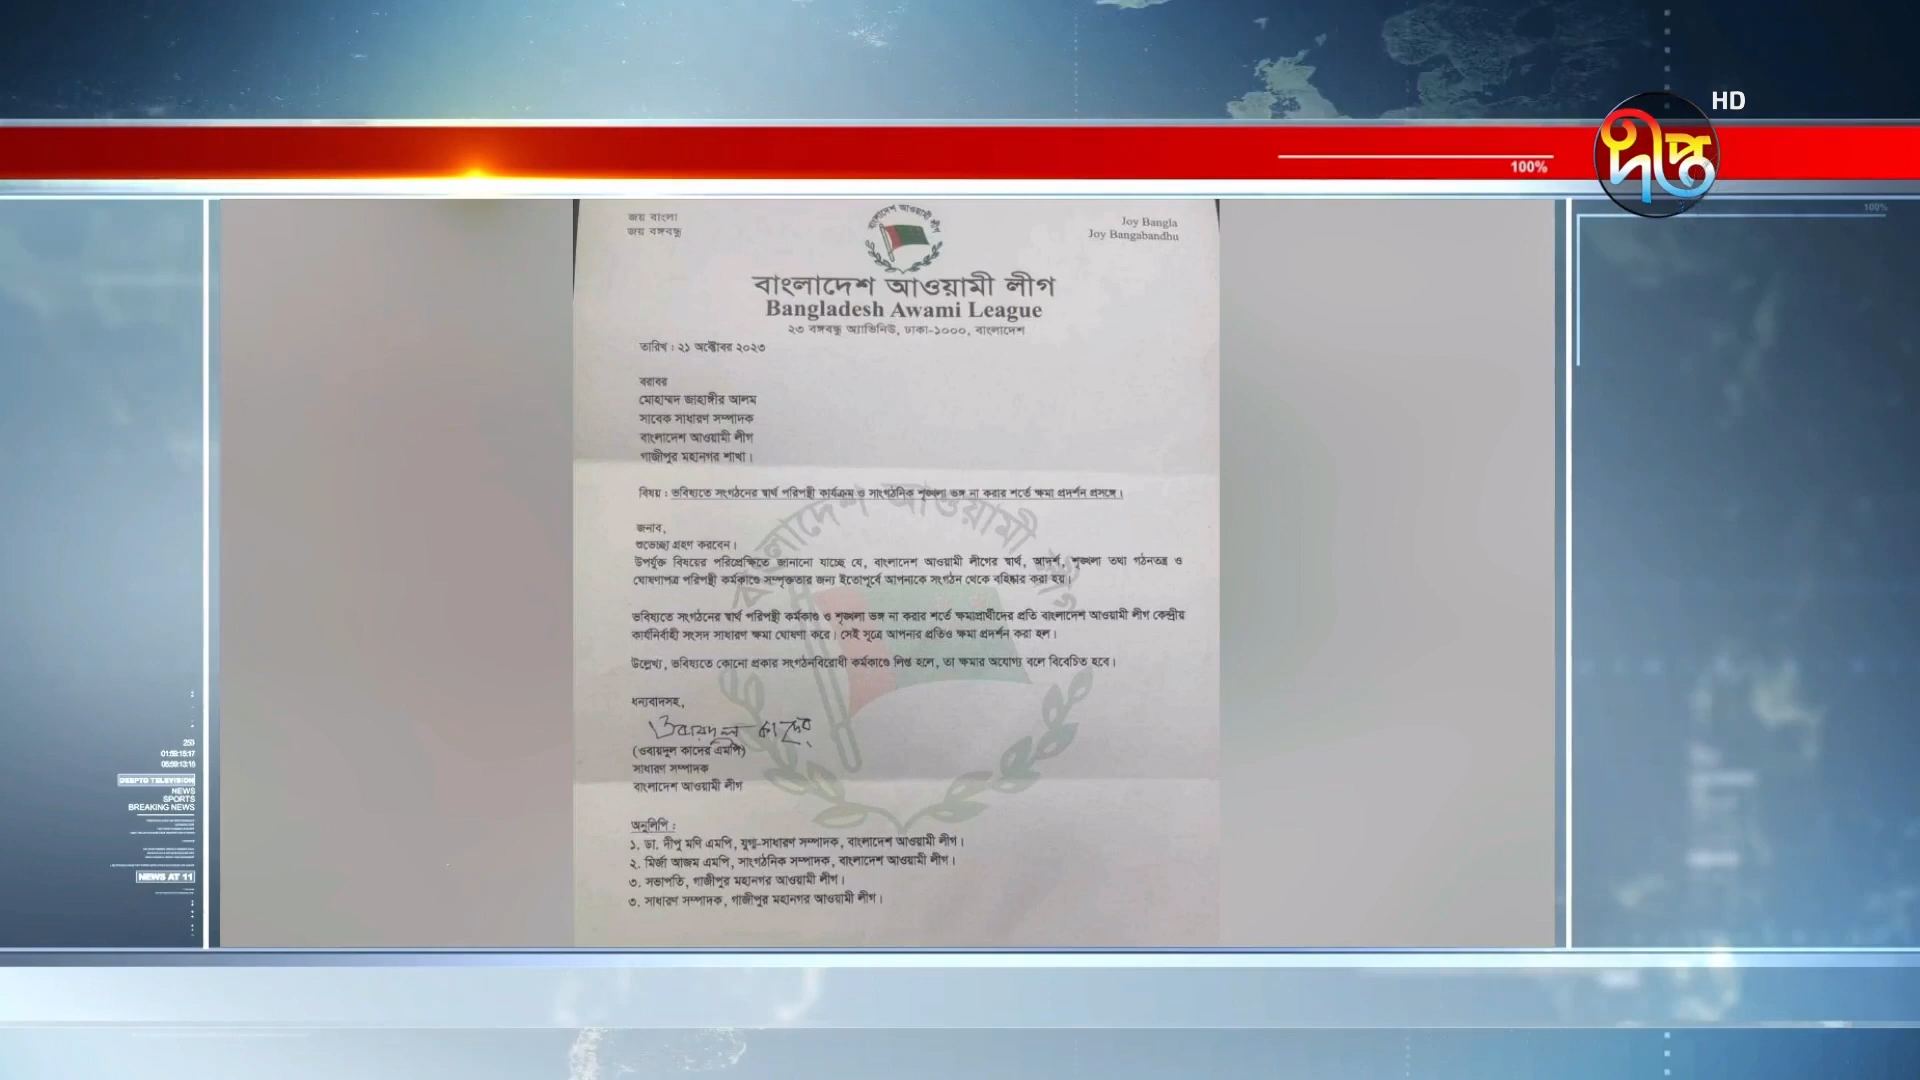 HD
দীপ্ত
100%
100%
জয় বাংলা
জয় বঙ্গবন্ধু
Joy Bangla
Joy Bangabandhu
বাংলাদেশ আওয়ামী লীগ
বাংলাদেশ আওয়ামী লীগ
Bangladesh Awami League
২৩ বঙ্গবন্ধু অ্যাভিনিউ, ঢাকা-১০০০, বাংলাদেশ
তারিখ : ২১ অক্টোবর ২০২৩
বরাবর
মোহাম্মদ জাহাঙ্গীর আলম
সাবেক সাধারণ সম্পাদক
বাংলাদেশ আওয়ামী লীগ
গাজীপুর মহানগর শাখা।
বিষয় : ভবিষ্যতে সংগঠনের স্বার্থ পরিপন্থী কার্যক্রম ও সাংগঠনিক শৃঙ্খলা ভঙ্গ না করার শর্তে ক্ষমা প্রদর্শন প্রসঙ্গে।
বাংলাদেশ আওয়ামী লীগ
জনাব,
শুভেচ্ছা গ্রহণ করবেন।
উপর্যুক্ত বিষয়ের পরিপ্রেক্ষিতে জানানো যাচ্ছে যে, বাংলাদেশ আওয়ামী লীগের স্বার্থ, আদর্শ, শৃঙ্খলা তথা গঠনতন্ত্র ও
ঘোষণাপত্র পরিপন্থী কর্মকাণ্ডে সম্পৃক্ততার জন্য ইতোপূর্বে আপনাকে সংগঠন থেকে বহিষ্কার করা হয়।
ভবিষ্যতে সংগঠনের স্বার্থ পরিপন্থী কর্মকাণ্ড ও শৃঙ্খলা ভঙ্গ না করার শর্তে ক্ষমাপ্রার্থীদের প্রতি বাংলাদেশ আওয়ামী লীগ কেন্দ্রীয়
কার্যনির্বাহী সংসদ সাধারণ ক্ষমা ঘোষণা করে। সেই সূত্রে আপনার প্রতিও ক্ষমা প্রদর্শন করা হল।
উল্লেখ্য, ভবিষ্যতে কোনো প্রকার সংগঠনবিরোধী কর্মকাণ্ডে লিপ্ত হলে, তা ক্ষমার অযোগ্য বলে বিবেচিত হবে।
ধন্যবাদসহ,
ওবায়দুল কাদের
(ওবায়দুল কাদের এমপি)
সাধারণ সম্পাদক
বাংলাদেশ আওয়ামী লীগ
অনুলিপি :
১. ডা. দীপু মণি এমপি, যুগ্ম-সাধারণ সম্পাদক, বাংলাদেশ আওয়ামী লীগ।
২. মির্জা আজম এমপি, সাংগঠনিক সম্পাদক, বাংলাদেশ আওয়ামী লীগ।
৩. সভাপতি, গাজীপুর মহানগর আওয়ামী লীগ।
৩. সাধারণ সম্পাদক, গাজীপুর মহানগর আওয়ামী লীগ।
DEEPTO TELEVISION
NEWS
SPORTS
BREAKING NEWS
NEWS AT 11